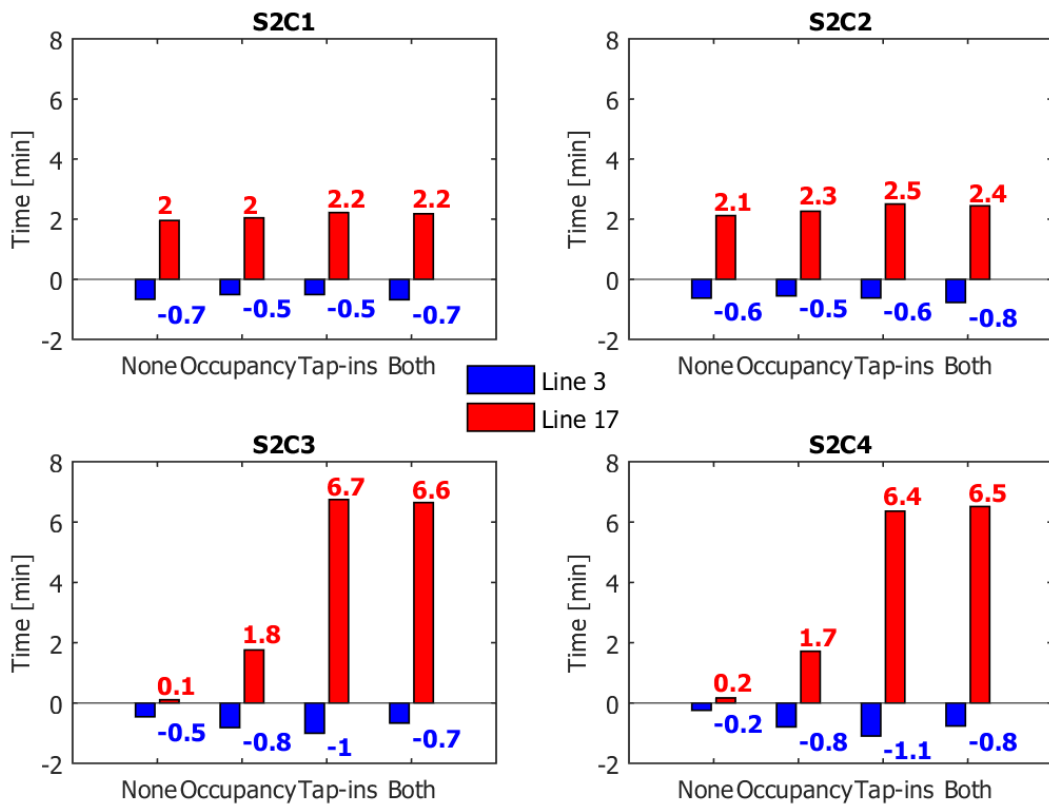 S2C1
8
6
4
2
0
-2
Time [min]
2 2 2.2 2.2
-0.7 -0.5 -0.5 -0.7
None Occupancy Tap-ins Both
S2C2
8
6
4
2
0
-2
Time [min]
2.1 2.3 2.5 2.4
-0.6 -0.5 -0.6 -0.8
None Occupancy Tap-ins Both
Line 3
Line 17
S2C3
8
6
4
2
0
-2
Time [min]
0.1 1.8 6.7 6.6
-0.5 -0.8 -1 -0.7
None Occupancy Tap-ins Both
S2C4
8
6
4
2
0
-2
Time [min]
0.2 1.7 6.4 6.5
-0.2 -0.8 -1.1 -0.8
None Occupancy Tap-ins Both